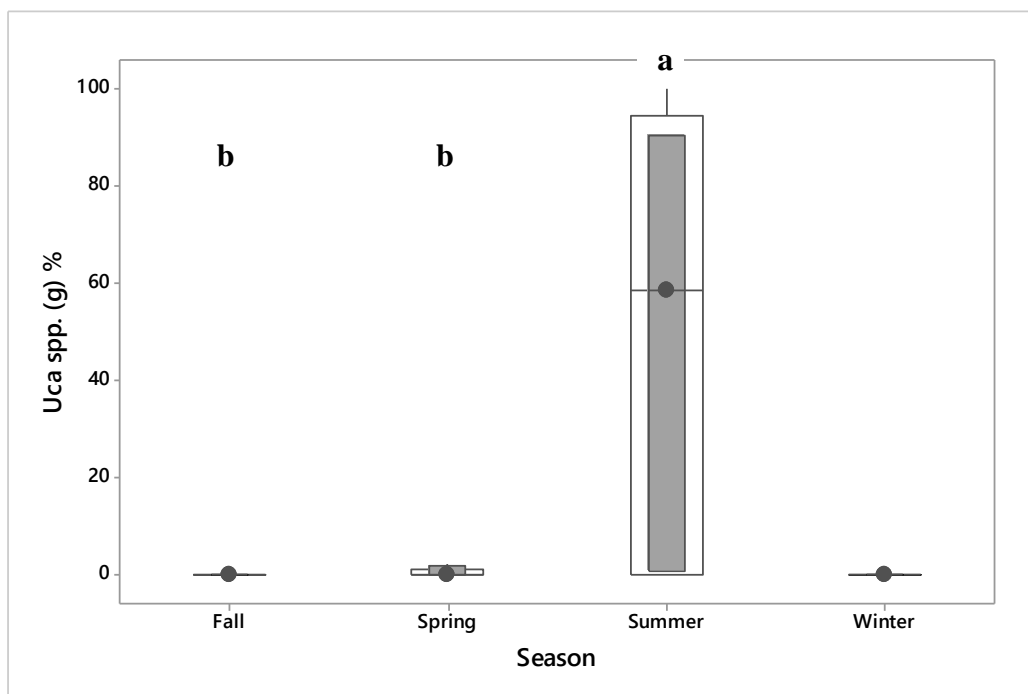 a
100
b b
80
60
40
20
0
Uca spp. (g) %
Fall Spring Summer Winter
Season